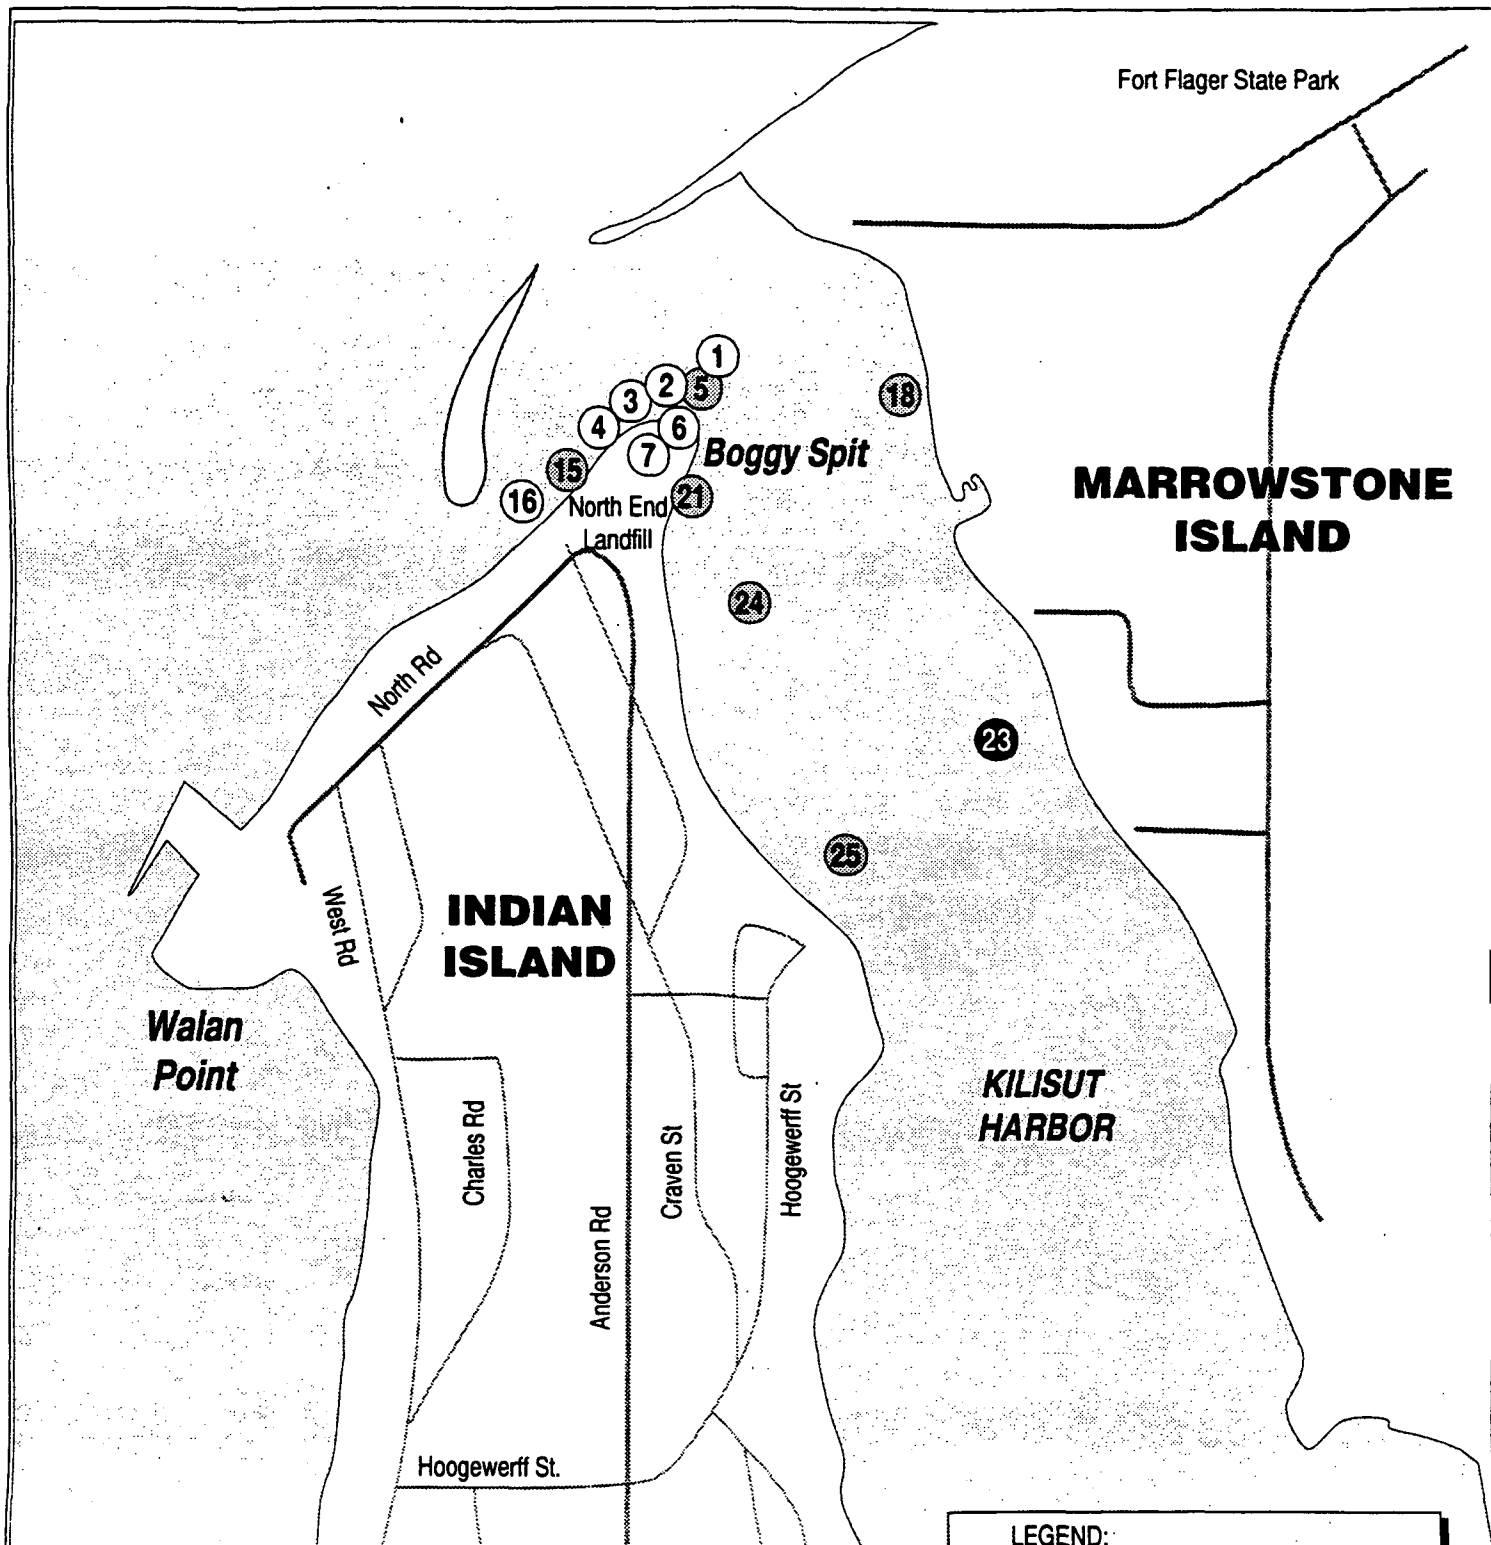 Fort Flager State Park
1
2
5
3
18
4
6
7
Boggy Spit
15
16
21
North End
Landfill
MARROWSTONE
ISLAND
24
North Rd
23
25
West Rd
INDIAN
ISLAND
Walan
Point
KILISUT
HARBOR
Charles Rd
Craven St
Hoogewerff St
Anderson Rd
Hoogewerff St.
LEGEND: